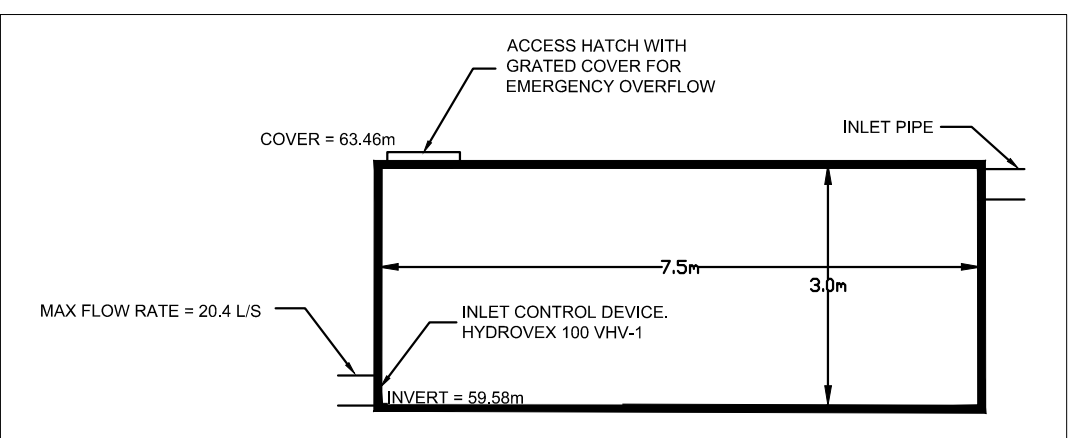 ACCESS HATCH WITH
GRATED COVER FOR
EMERGENCY OVERFLOW
COVER = 63.46m
INLET PIPE
7.5m
3.0m
MAX FLOW RATE = 20.4 L/S
INLET CONTROL DEVICE.
HYDROVEX 100 VHV-1
INVERT = 59.58m